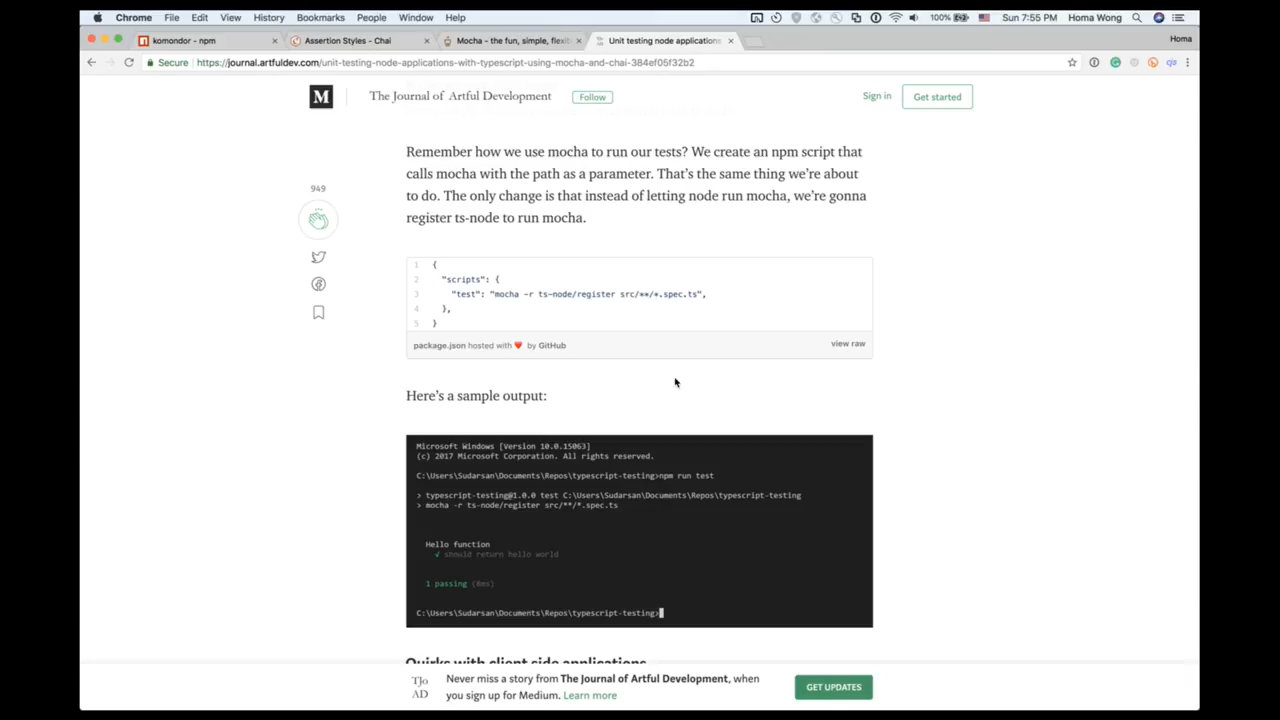 Chrome File Edit View History Bookmarks People Window Help 100% Sun 7:55 PM Homa Wong
komondor - npm Assertion Styles - Chai Mocha - the fun, simple, flexib Unit testing node applications Homa
Secure https://journal.artfuldev.com/unit-testing-node-applications-with-typescript-using-mocha-and-chai-384ef05f32b2
M The Journal of Artful Development Follow Sign in Get started
Remember how we use mocha to run our tests? We create an npm script that
calls mocha with the path as a parameter. That's the same thing we're about
to do. The only change is that instead of letting node run mocha, we're gonna
register ts-node to run mocha.
949
1 {
2 "scripts": {
3 "test": "mocha -r ts-node/register src/**/*.spec.ts",
4 },
5 }
package.json hosted with ❤ by GitHub view raw
Here's a sample output:
Microsoft Windows [Version 10.0.15063]
(c) 2017 Microsoft Corporation. All rights reserved.
C:\Users\Sudarsan\Documents\Repos\typescript-testing>npm run test
> typescript-testing@1.0.0 test C:\Users\Sudarsan\Documents\Repos\typescript-testing
> mocha -r ts-node/register src/**/*.spec.ts
Hello function
√ should return hello world
1 passing (6ms)
C:\Users\Sudarsan\Documents\Repos\typescript-testing>
Quirks with client side applications
TJo
AD
Never miss a story from The Journal of Artful Development, when
you sign up for Medium. Learn more
GET UPDATES